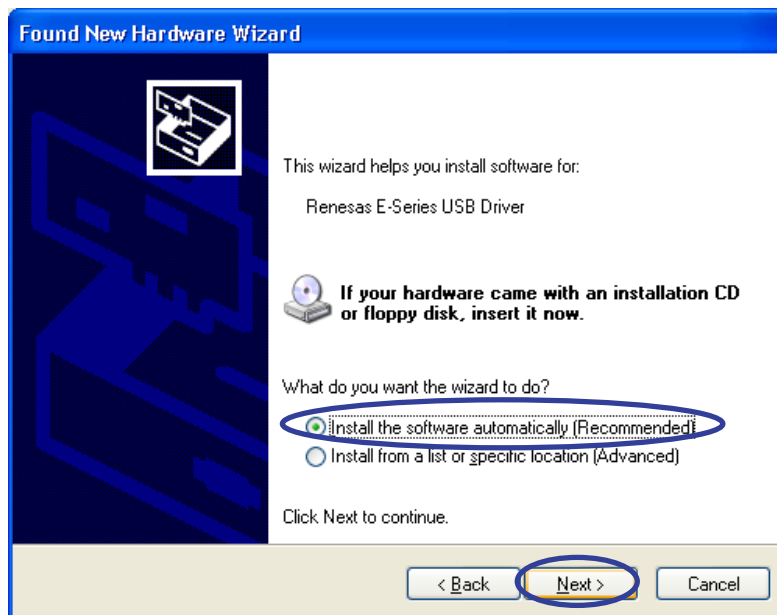 Found New Hardware Wizard
This wizard helps you install software for:
Renesas E-Series USB Driver
If your hardware came with an installation CD
or floppy disk, insert it now.
What do you want the wizard to do?
Install the software automatically (Recommended)
Install from a list or specific location (Advanced)
Click Next to continue.
< Back
Next >
Cancel